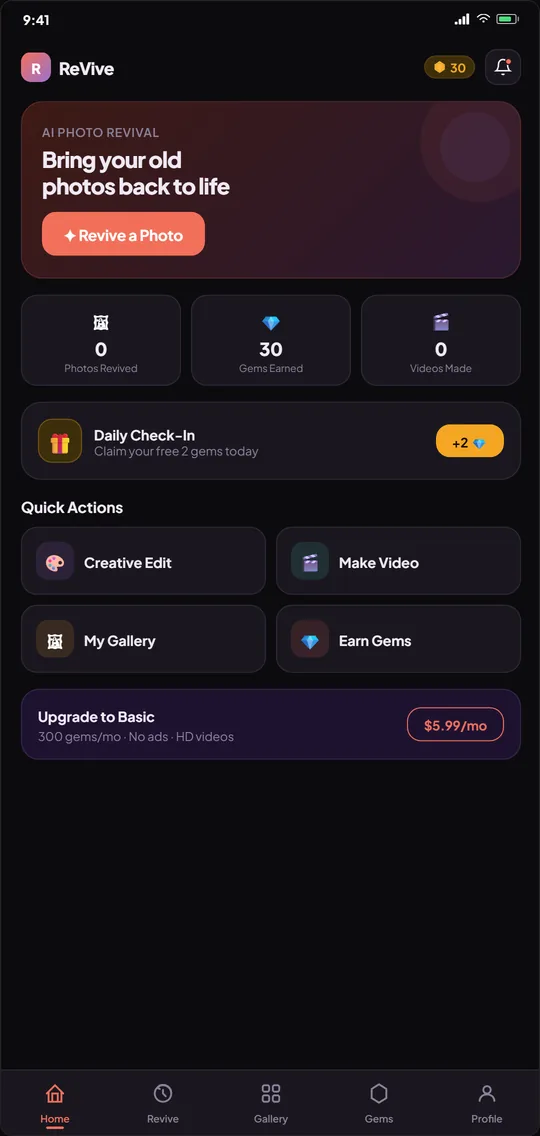 9:41
R ReVive
30
AI PHOTO REVIVAL
Bring your old
photos back to life
✦ Revive a Photo
0
Photos Revived
30
Gems Earned
0
Videos Made
Daily Check-In
Claim your free 2 gems today
+2
Quick Actions
Creative Edit
Make Video
My Gallery
Earn Gems
Upgrade to Basic
300 gems/mo · No ads · HD videos
$5.99/mo
Home
Revive
Gallery
Gems
Profile